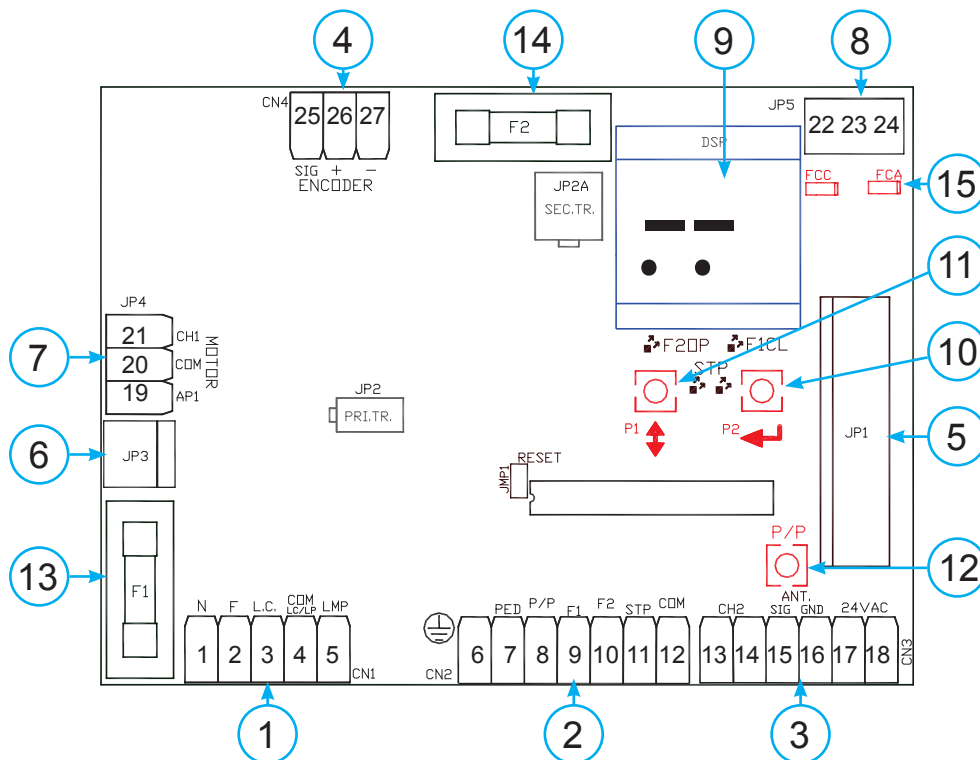 4 14 9 8
CN4 25 26 27
SIG + -
ENCODER
F2
DSP
JP5 22 23 24
FCC FCA 15
JP2A
SEC.TR.
11
JP4
21 CH1
20 COM
19 AP1
MOTOR
7
F2OP F1CL
STP
10
JP2
PRI.TR.
P1 P2
JP1
5
6
JP3
RESET
JMP1
P/P
12
13
F1
N F L.C. COM LC/LP LMP
1 2 3 4 5
CN1
PED P/P F1 F2 STP COM
CN2 6 7 8 9 10 11 12
ANT.
CH2 SIG GND 24VAC
13 14 15 16 17 18
CN3
1 2 3